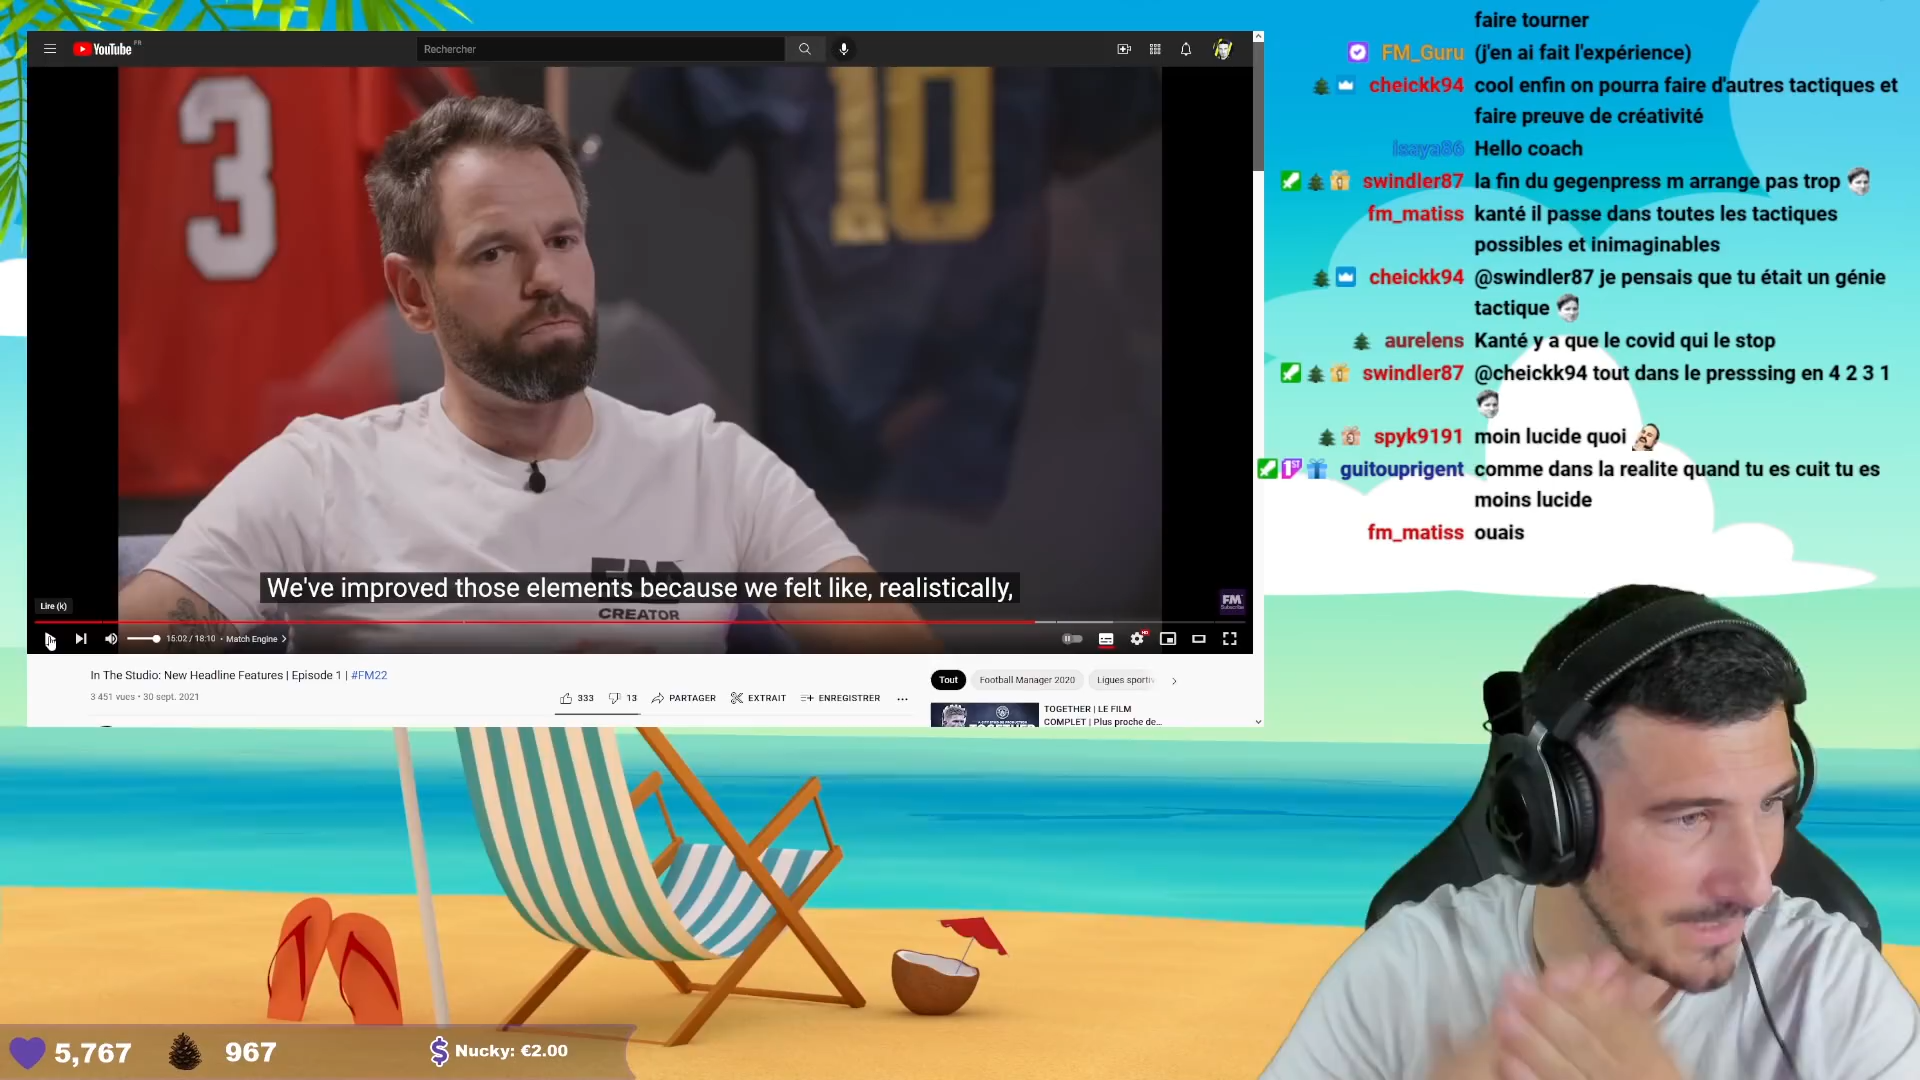 YouTube FR
Rechercher
3
10
We've improved those elements because we felt like, realistically,
FM
CREATOR
FM
Subscribe
Lire (k)
15:02 / 18:10 • Match Engine
In The Studio: New Headline Features | Episode 1 | #FM22
3 451 vues • 30 sept. 2021
333
13
PARTAGER
EXTRAIT
ENREGISTRER
Tout
Football Manager 2020
Ligues sportiv
TOGETHER | LE FILM
COMPLET | Plus proche de...
faire tourner
FM_Guru (j'en ai fait l'expérience)
cheickk94 cool enfin on pourra faire d'autres tactiques et
faire preuve de créativité
Isaya86 Hello coach
swindler87 la fin du gegenpress m arrange pas trop
fm_matiss kanté il passe dans toutes les tactiques
possibles et inimaginables
cheickk94 @swindler87 je pensais que tu était un génie
tactique
aurelens Kanté y a que le covid qui le stop
swindler87 @cheickk94 tout dans le presssing en 4 2 3 1
spyk9191 moin lucide quoi
1ST guitouprigent comme dans la realite quand tu es cuit tu es
moins lucide
fm_matiss ouais
5,767
967
$ Nucky: €2.00